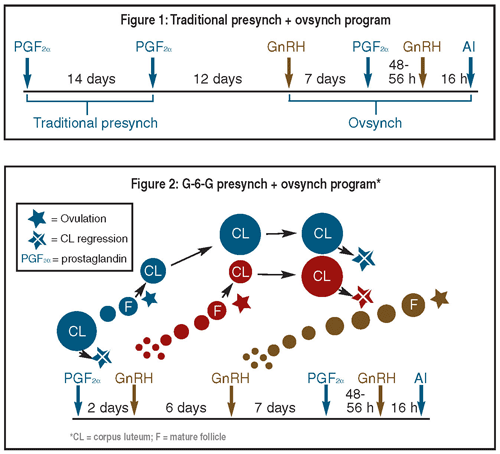 Figure 1: Traditional presynch + ovsynch program
PGF2α PGF2α GnRH PGF2α GnRH AI
14 days 12 days 7 days 48-56 h 16 h
Traditional presynch Ovsynch
Figure 2: G-6-G presynch + ovsynch program*
= Ovulation
= CL regression
PGF2α = prostaglandin
CL CL CL
CL CL CL
F
F
F
CL
PGF2α GnRH GnRH PGF2α GnRH AI
2 days 6 days 7 days 48-56 h 16 h
*CL = corpus luteum; F = mature follicle